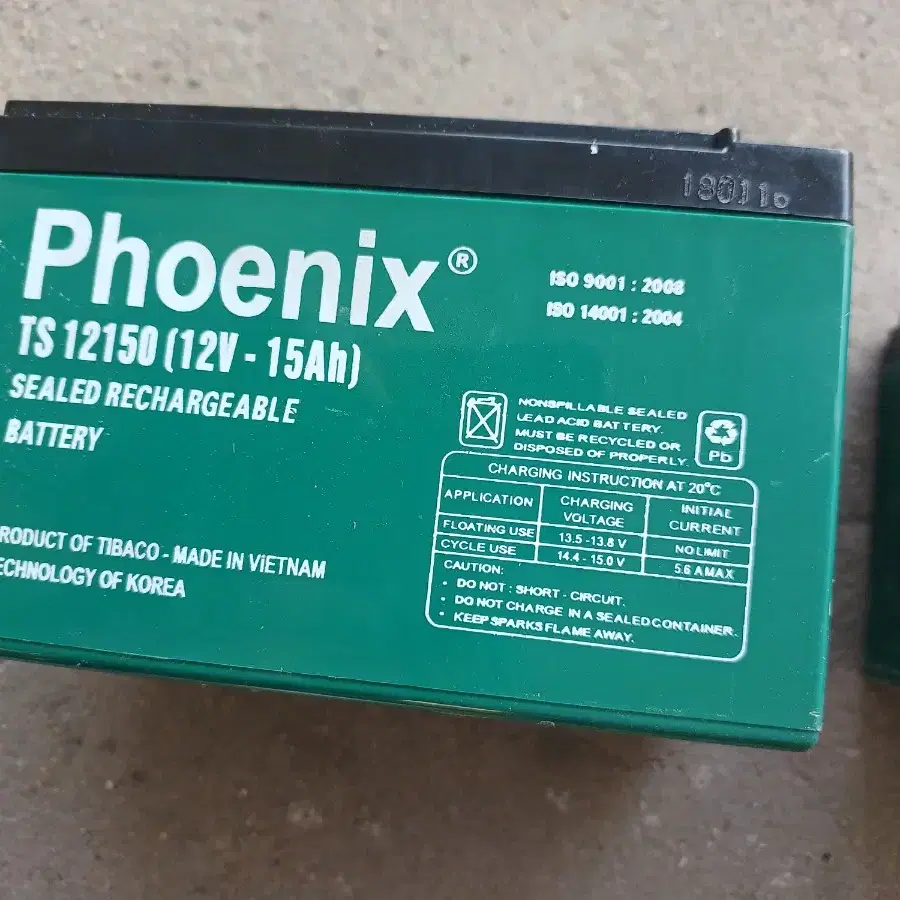 Phoenix®
TS 12150 (12V - 15Ah)
SEALED RECHARGEABLE
BATTERY
RODUCT OF TIBACO - MADE IN VIETNAM
ECHNOLOGY OF KOREA
ISO 9001 : 2008
ISO 14001 : 2004
NONSPILLABLE SEALED
LEAD ACID BATTERY.
MUST BE RECYCLED OR
DISPOSED OF PROPERLY.
Pb
CHARGING INSTRUCTION AT 20°C
APPLICATION CHARGING VOLTAGE INITIAL CURRENT
FLOATING USE 13.5 - 13.8 V NO LIMIT
CYCLE USE 14.4 - 15.0 V 5.6 A MAX
CAUTION:
• DO NOT : SHORT - CIRCUIT.
• DO NOT CHARGE IN A SEALED CONTAINER.
• KEEP SPARKS FLAME AWAY.